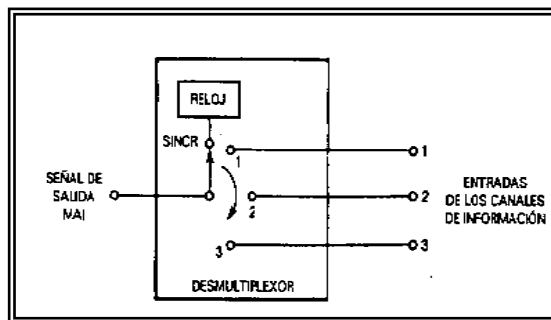 RELOJ
SINCR
1
1
SEÑAL DE
SALIDA
MAI
2
2
ENTRADAS
DE LOS CANALES
DE INFORMACIÓN
3
3
DESMULTIPLEXOR